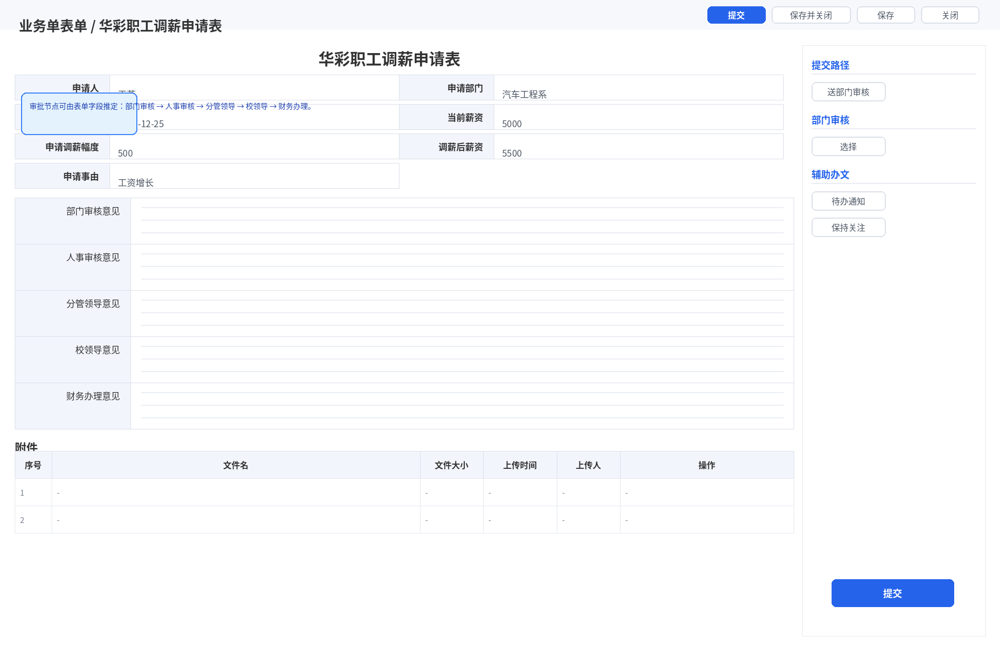 业务单表单 / 华彩职工调薪申请表
提交
保存并关闭
保存
关闭
华彩职工调薪申请表
申请人
申请部门
汽车工程系
审批节点可由表单字段推定：部门审核 → 人事审核 → 分管领导 → 校领导 → 财务办理。
-12-25
当前薪资
5000
申请调薪幅度
500
调薪后薪资
5500
申请事由
工资增长
部门审核意见
人事审核意见
分管领导意见
校领导意见
财务办理意见
附件
序号
文件名
文件大小
上传时间
上传人
操作
1
-
-
-
-
-
2
-
-
-
-
-
提交路径
送部门审核
部门审核
选择
辅助办文
待办通知
保持关注
提交